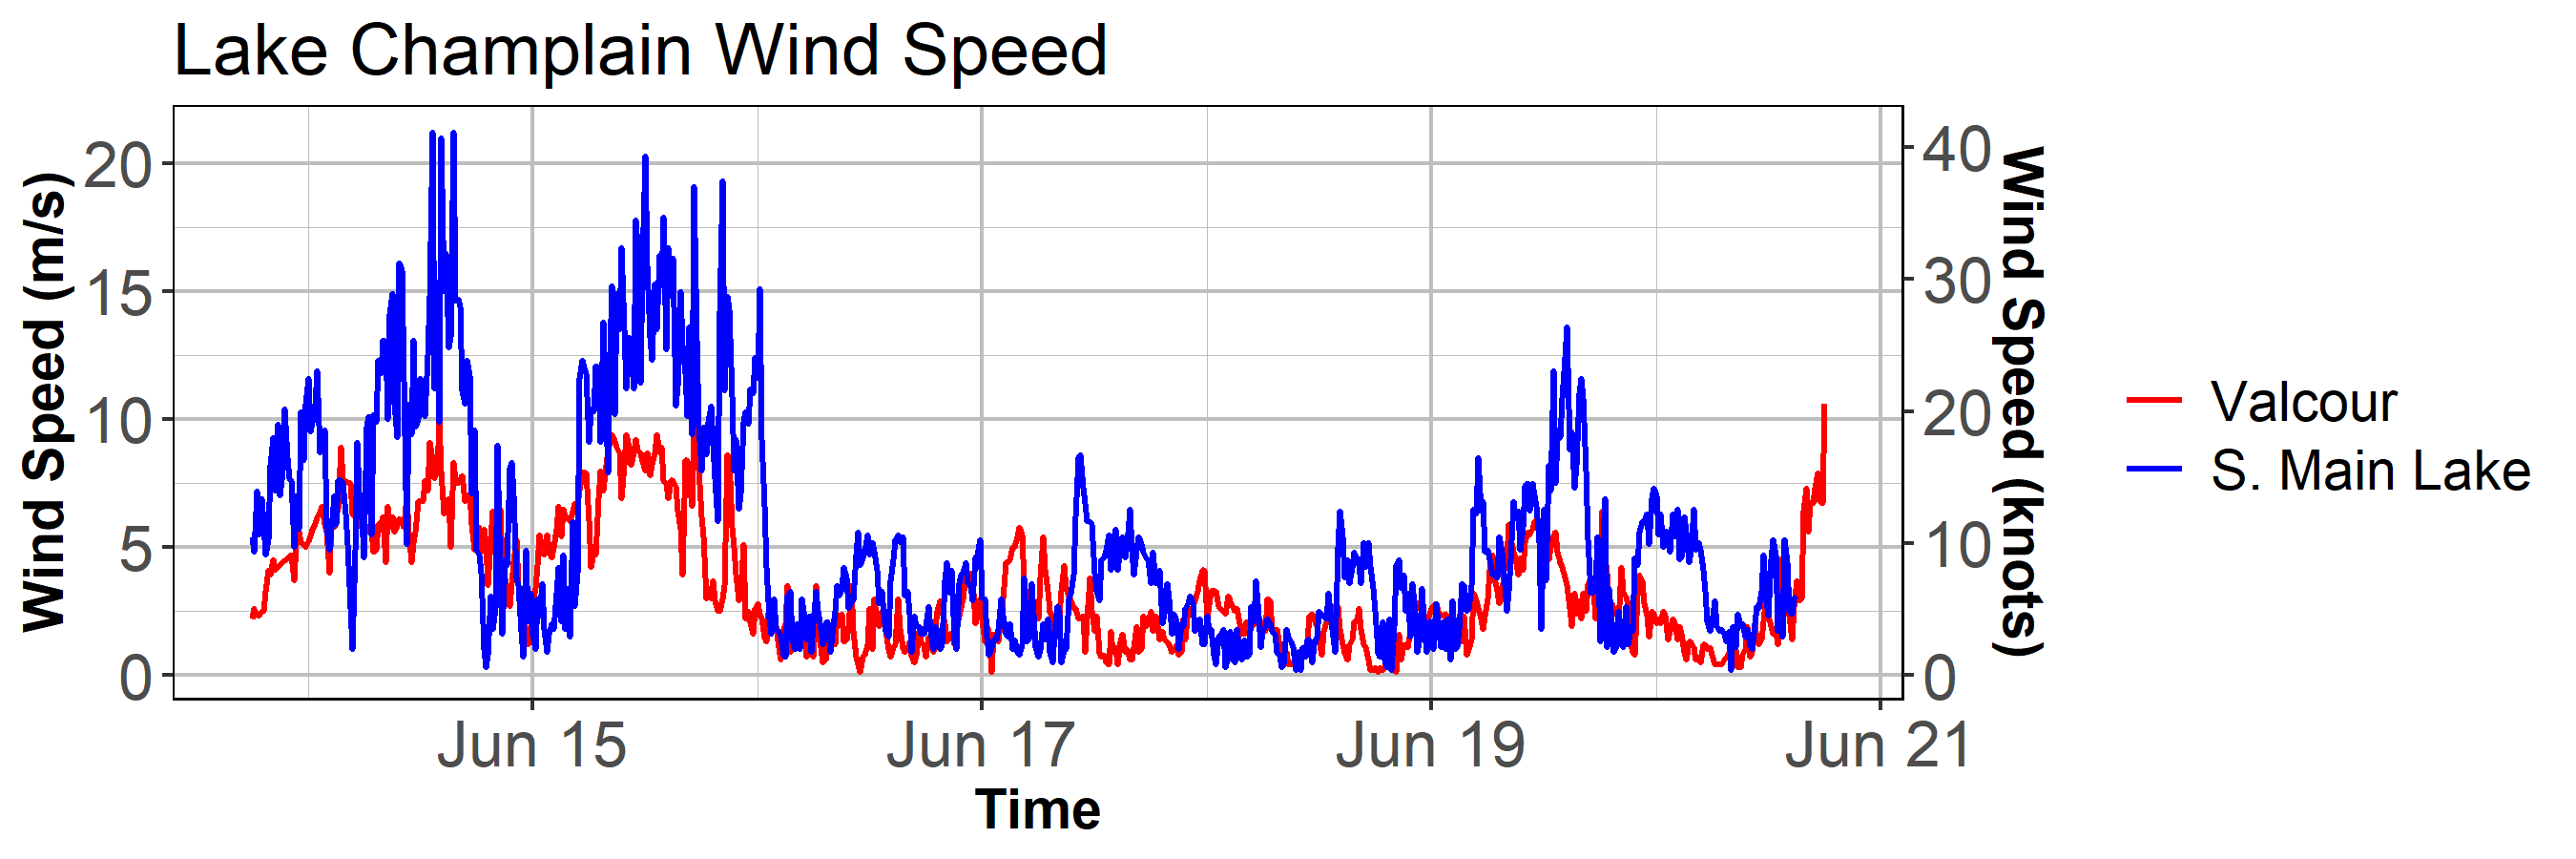 Lake Champlain Wind Speed
Wind Speed (m/s)
20
15
10
5
0
40
30
20
10
0
Wind Speed (knots)
Jun 15
Jun 17
Jun 19
Jun 21
Time
Valcour
S. Main Lake